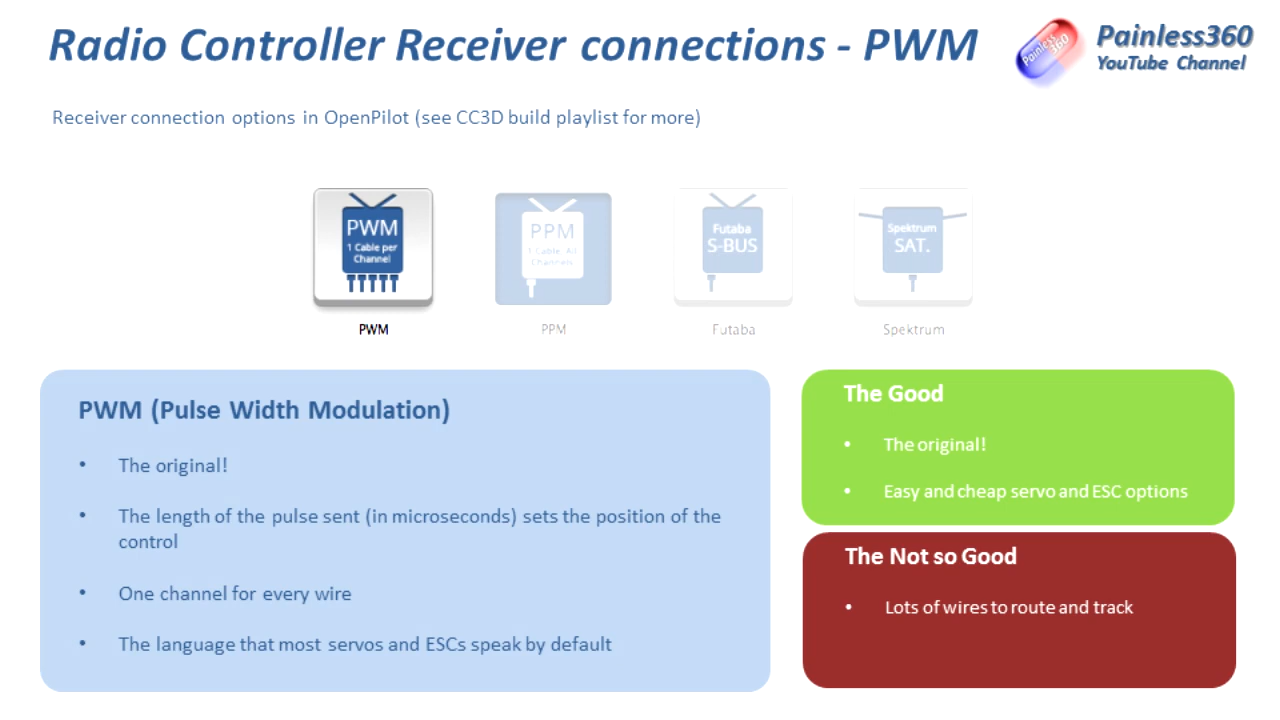 Radio Controller Receiver connections - PWM
Painless360
Painless
360
YouTube Channel
Receiver connection options in OpenPilot (see CC3D build playlist for more)
PWM
1 Cable per
Channel
PPM
1 Cable, All
Channels
Futaba
S-BUS
Spektrum
SAT.
PWM
PPM
Futaba
Spektrum
PWM (Pulse Width Modulation)
• The original!
• The length of the pulse sent (in microseconds) sets the position of the
control
• One channel for every wire
• The language that most servos and ESCs speak by default
The Good
• The original!
• Easy and cheap servo and ESC options
The Not so Good
• Lots of wires to route and track